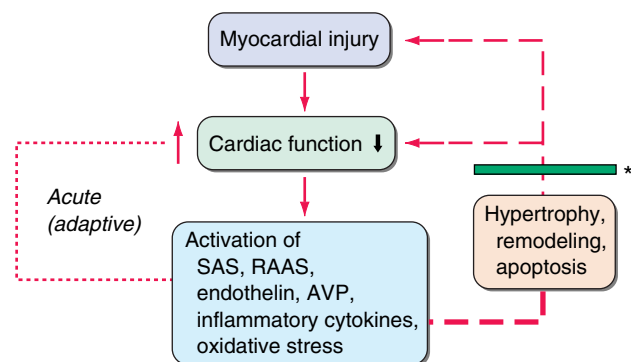 Myocardial injury
Cardiac function ⬇
*
Acute
(adaptive)
Activation of
SAS, RAAS,
endothelin, AVP,
inflammatory cytokines,
oxidative stress
Hypertrophy,
remodeling,
apoptosis